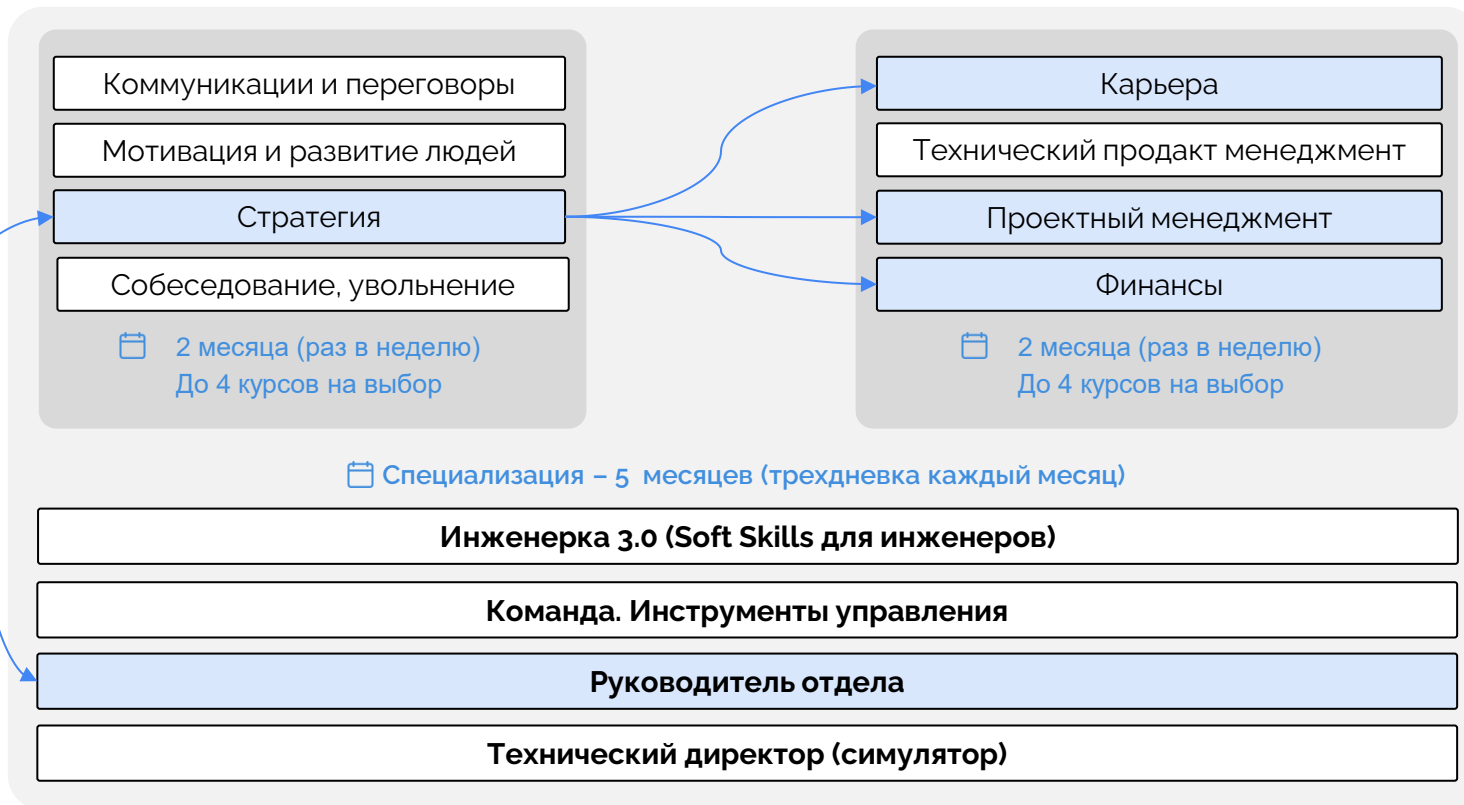 Коммуникации и переговоры
Мотивация и развитие людей
Стратегия
Собеседование, увольнение
2 месяца (раз в неделю)
До 4 курсов на выбор
Карьера
Технический продакт менеджмент
Проектный менеджмент
Финансы
2 месяца (раз в неделю)
До 4 курсов на выбор
Специализация – 5 месяцев (трехдневка каждый месяц)
Инженерка 3.0 (Soft Skills для инженеров)
Команда. Инструменты управления
Руководитель отдела
Технический директор (симулятор)